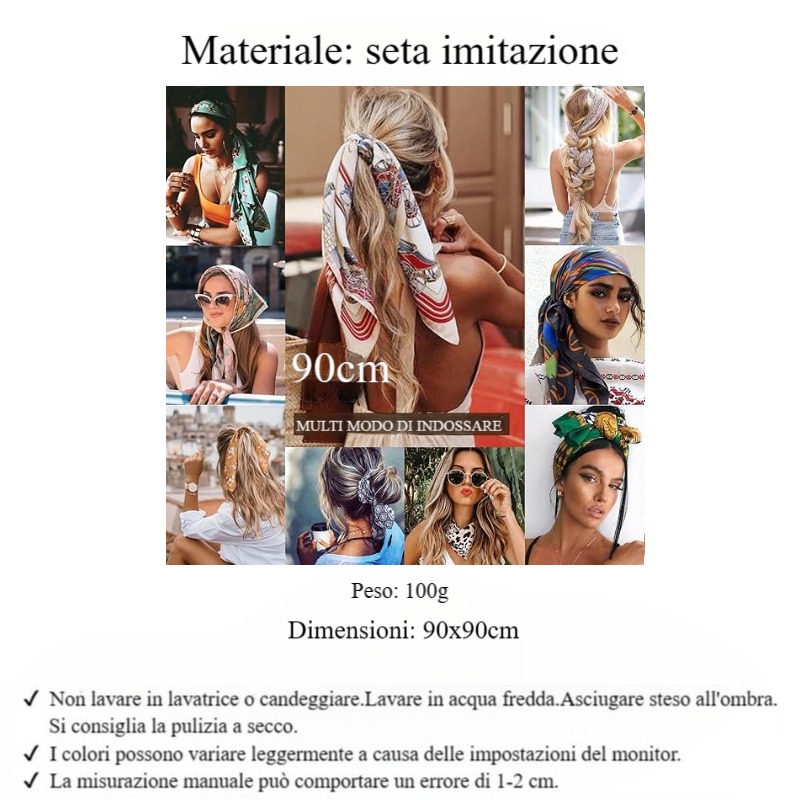 Materiale: seta imitazione
90cm
MULTI MODO DI INDOSSARE
Peso: 100g
Dimensioni: 90x90cm
✓ Non lavare in lavatrice o candeggiare.Lavare in acqua fredda.Asciugare steso all'ombra.
Si consiglia la pulizia a secco.
✓ I colori possono variare leggermente a causa delle impostazioni del monitor.
✓ La misurazione manuale può comportare un errore di 1-2 cm.